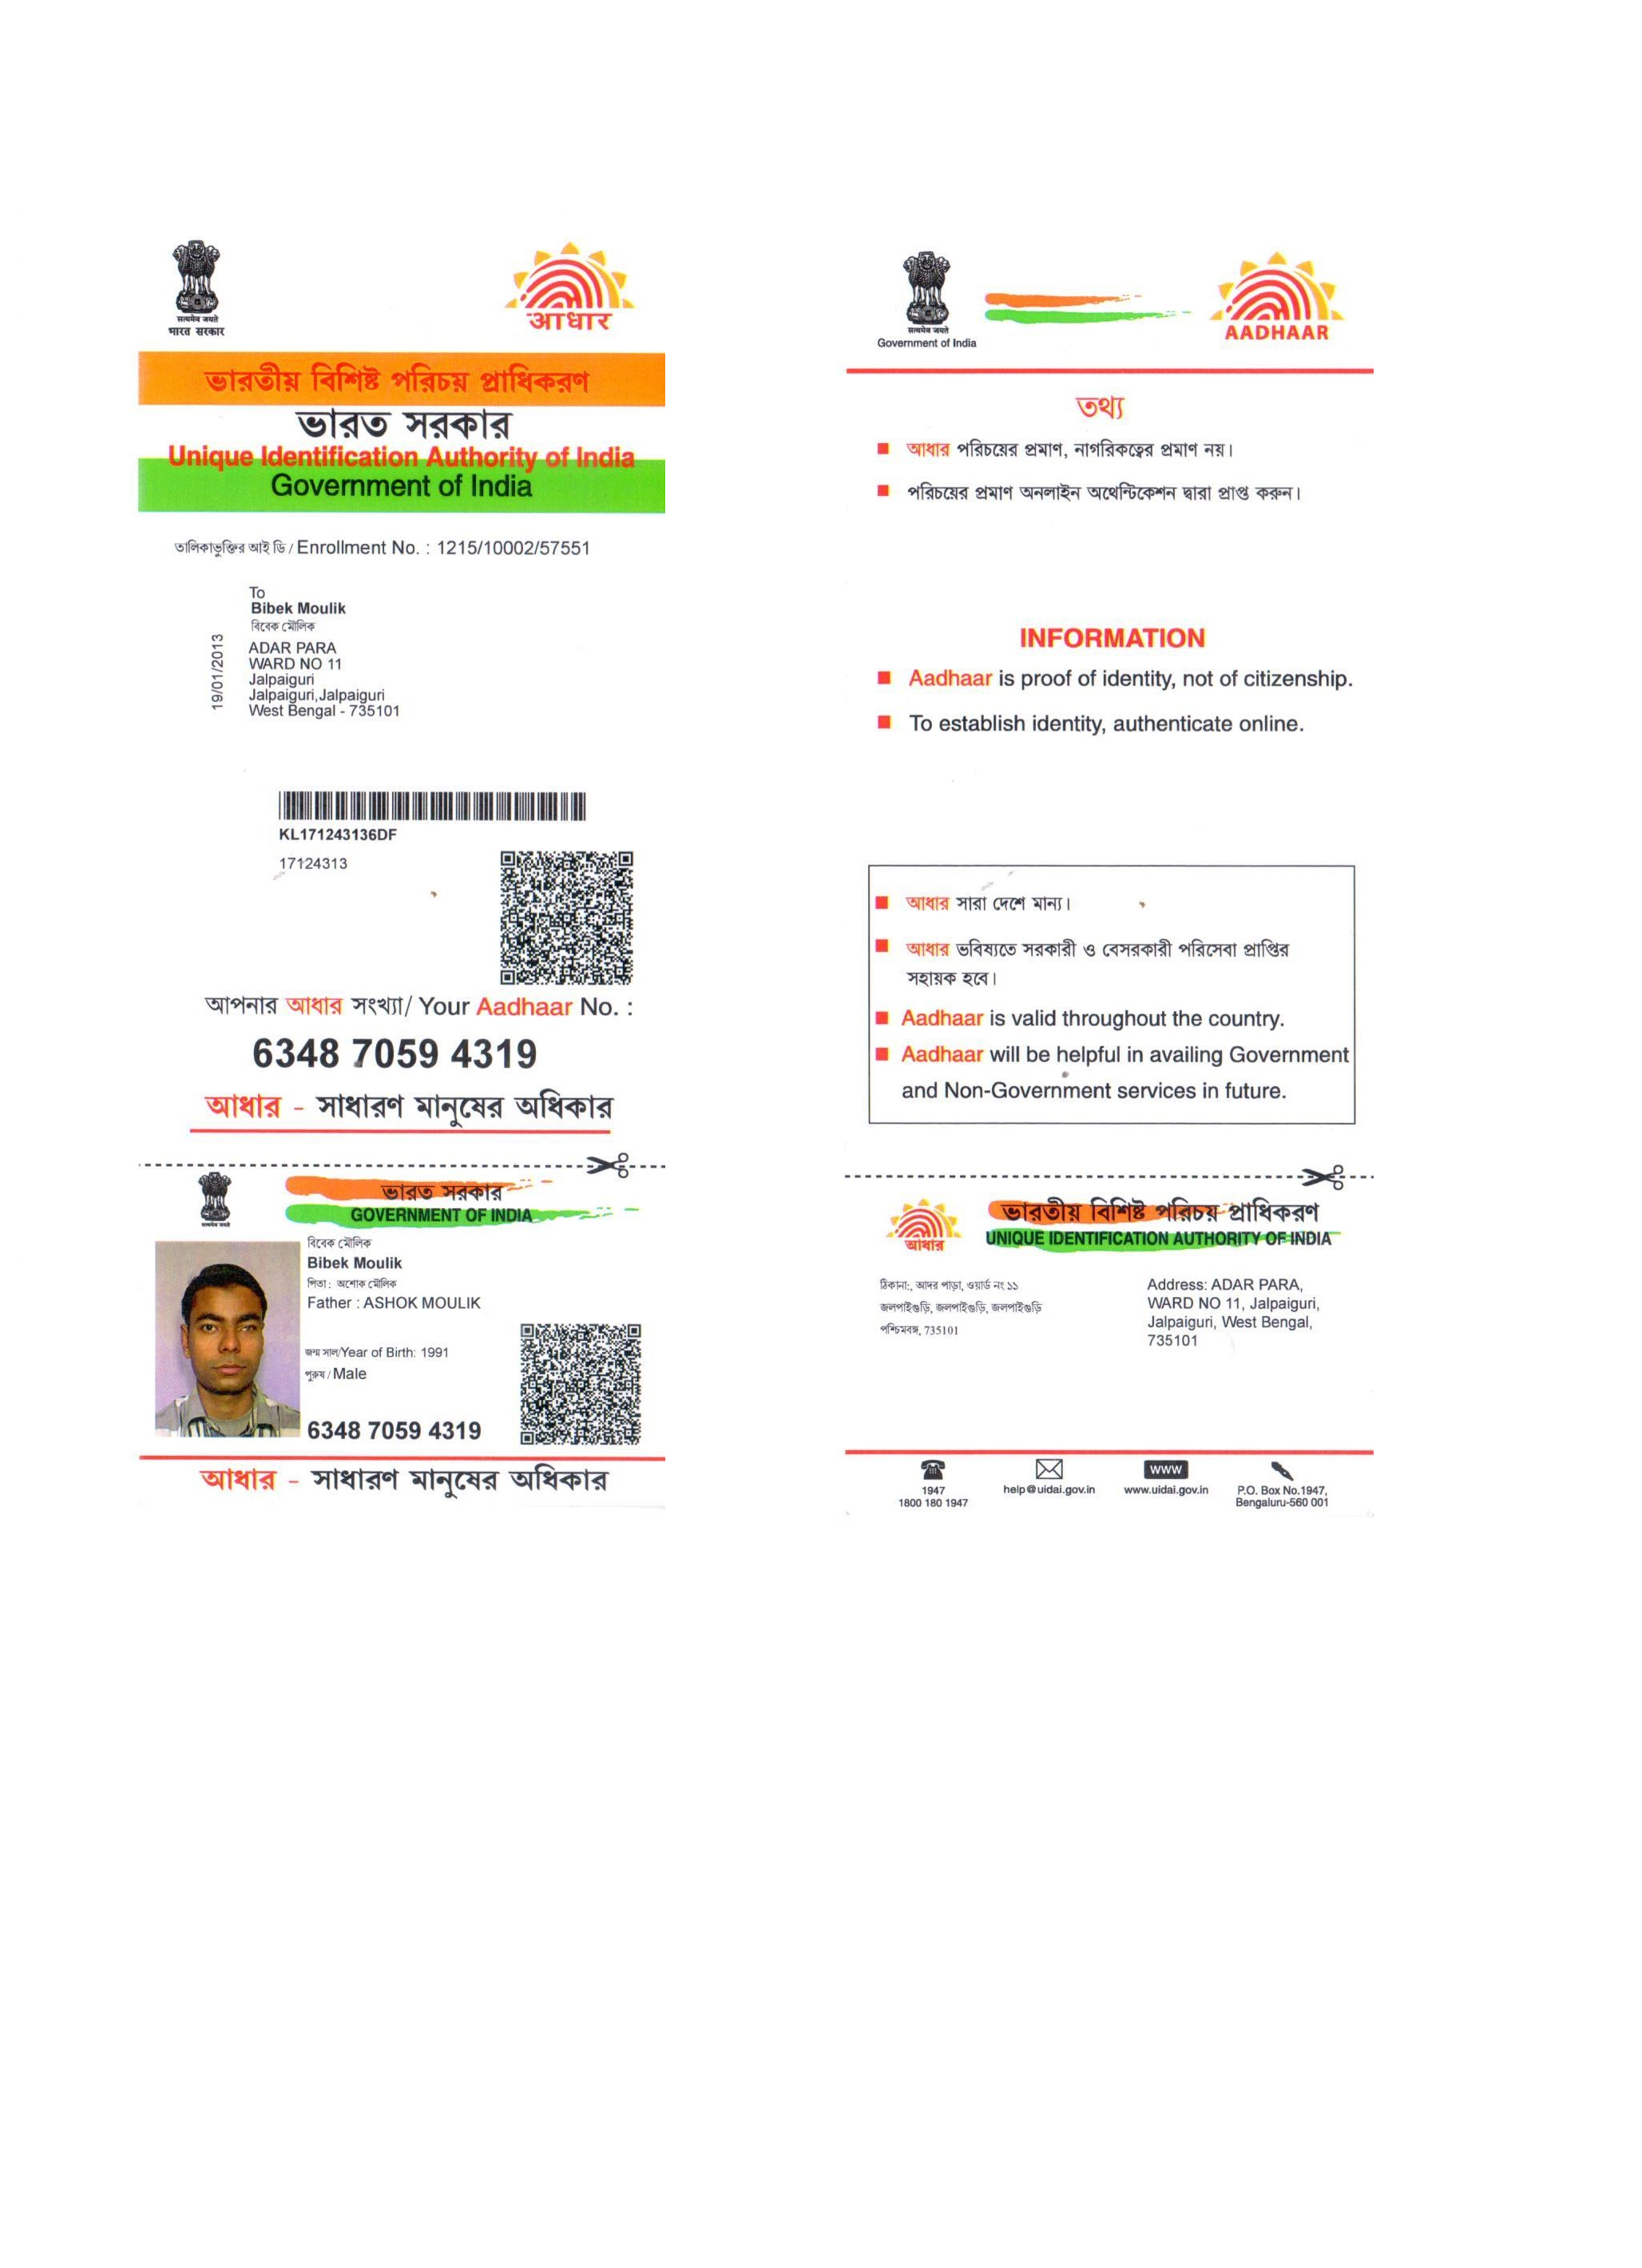 सत्यमेव जयते
भारत सरकार
आधार
ভারতীয় বিশিষ্ট পরিচয় প্রাধিকরণ
ভারত সরকার
Unique Identification Authority of India
Government of India
তালিকাভুক্তির আই ডি / Enrollment No. : 1215/10002/57551
19/01/2013
To
Bibek Moulik
বিবেক মৌলিক
ADAR PARA
WARD NO 11
Jalpaiguri
Jalpaiguri,Jalpaiguri
West Bengal - 735101
KL171243136DF
17124313
আপনার আধার সংখ্যা/ Your Aadhaar No. :
6348 7059 4319
আধার - সাধারণ মানুষের অধিকার
ভারত সরকার
GOVERNMENT OF INDIA
বিবেক মৌলিক
Bibek Moulik
পিতা : অশোক মৌলিক
Father : ASHOK MOULIK
জন্ম সাল/Year of Birth: 1991
পুরুষ / Male
6348 7059 4319
আধার - সাধারণ মানুষের অধিকার
सत्यमेव जयते
Government of India
AADHAAR
তথ্য
আধার পরিচয়ের প্রমাণ, নাগরিকত্বের প্রমাণ নয়।
পরিচয়ের প্রমাণ অনলাইন অথেন্টিকেশন দ্বারা প্রাপ্ত করুন।
INFORMATION
Aadhaar is proof of identity, not of citizenship.
To establish identity, authenticate online.
আধার সারা দেশে মান্য।
আধার ভবিষ্যতে সরকারী ও বেসরকারী পরিসেবা প্রাপ্তির
সহায়ক হবে।
Aadhaar is valid throughout the country.
Aadhaar will be helpful in availing Government
and Non-Government services in future.
আধার
ভারতীয় বিশিষ্ট পরিচয় প্রাধিকরণ
UNIQUE IDENTIFICATION AUTHORITY OF INDIA
ঠিকানা:, আদর পাড়া, ওয়ার্ড নং ১১
জলপাইগুড়ি, জলপাইগুড়ি, জলপাইগুড়ি
পশ্চিমবঙ্গ, 735101
Address: ADAR PARA,
WARD NO 11, Jalpaiguri,
Jalpaiguri, West Bengal,
735101
1947
1800 180 1947
help@uidai.gov.in
www
www.uidai.gov.in
P.O. Box No.1947,
Bengaluru-560 001